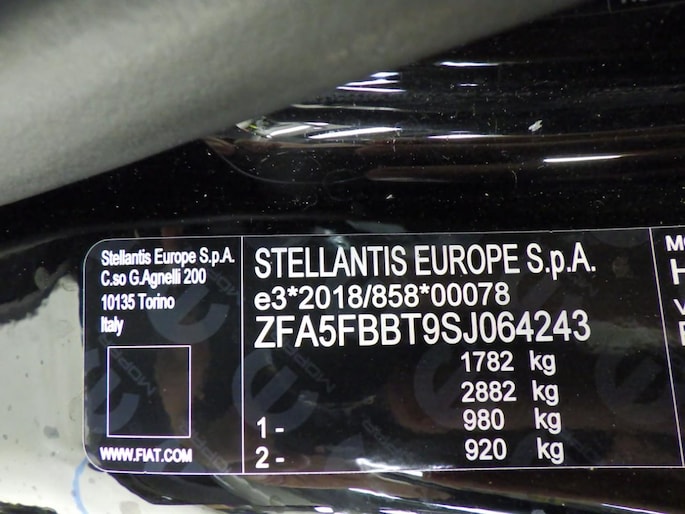 Stellantis Europe S.p.A.
C.so G.Agnelli 200
10135 Torino
Italy
WWW.FIAT.COM
STELLANTIS EUROPE S.p.A.
e3*2018/858*00078
ZFA5FBBT9SJ064243
1782 kg
2882 kg
1 - 980 kg
2 - 920 kg